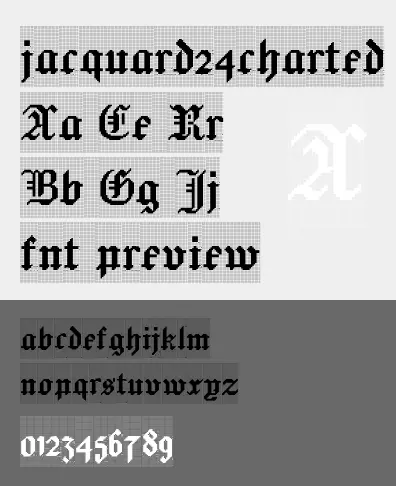 jacquard24charted
Aa Ee Rr
A
Bb Gg Jj
fnt preview
abcdefghijklm
nopqrstuvwxyz
0123456789